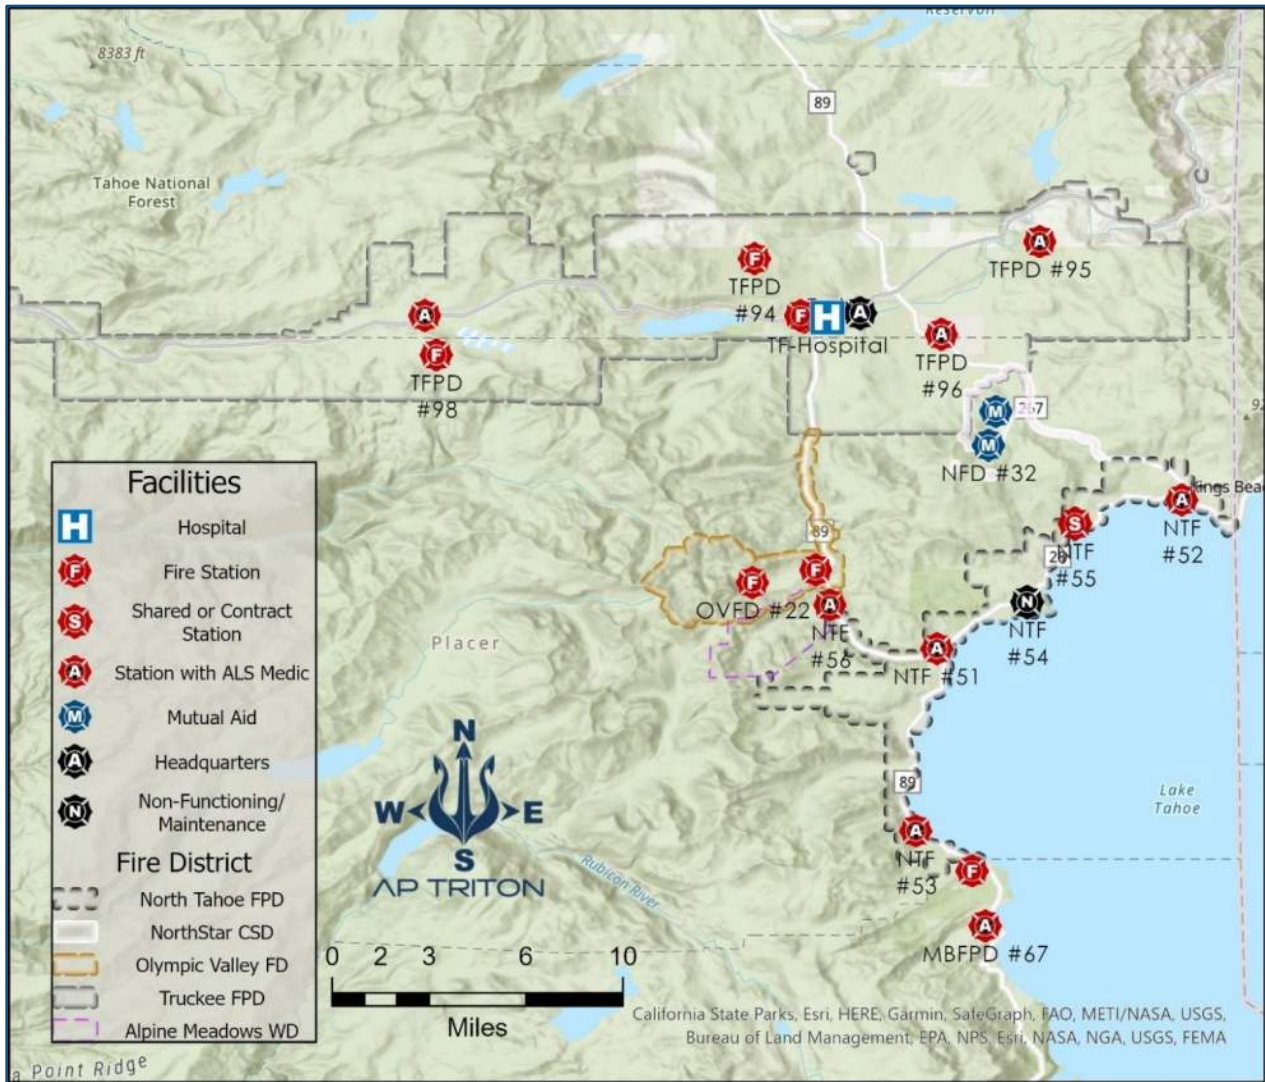 Reservoir
8383 ft
89
Tahoe National
Forest
F
A
TFPD
#94
TFPD #95
A
F
H
A
TF-Hospital
A
F
TFPD
#98
TFPD
#96
M
267
M
NFD #32
Facilities
H Hospital
F Fire Station
S Shared or Contract
Station
A Station with ALS Medic
M Mutual Aid
A Headquarters
N Non-Functioning/
Maintenance
Fire District
North Tahoe FPD
NorthStar CSD
Olympic Valley FD
Truckee FPD
Alpine Meadows WD
Kings Bea
A
NTF
#52
S
NTF
#55
28
89
F
F
OVFD #22
A
NTF
#56
N
NTF
#54
A
NTF #51
Placer
N
W E
S
AP TRITON
Rubicon River
89
Lake
Tahoe
A
NTF
#53
F
A
MBFPD #67
0 2 3 6 10
Miles
California State Parks, Esri, HERE, Garmin, SafeGraph, FAO, METI/NASA, USGS,
Bureau of Land Management, EPA, NPS, Esri, NASA, NGA, USGS, FEMA
a Point Ridge